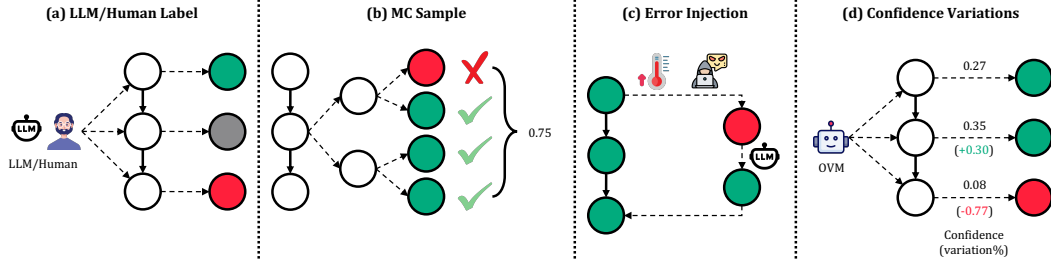 (a) LLM/Human Label
(b) MC Sample
(c) Error Injection
(d) Confidence Variations
LLM
LLM/Human
0.75
LLM
OVM
0.27
0.35
(+0.30)
0.08
(-0.77)
Confidence
(variation%)